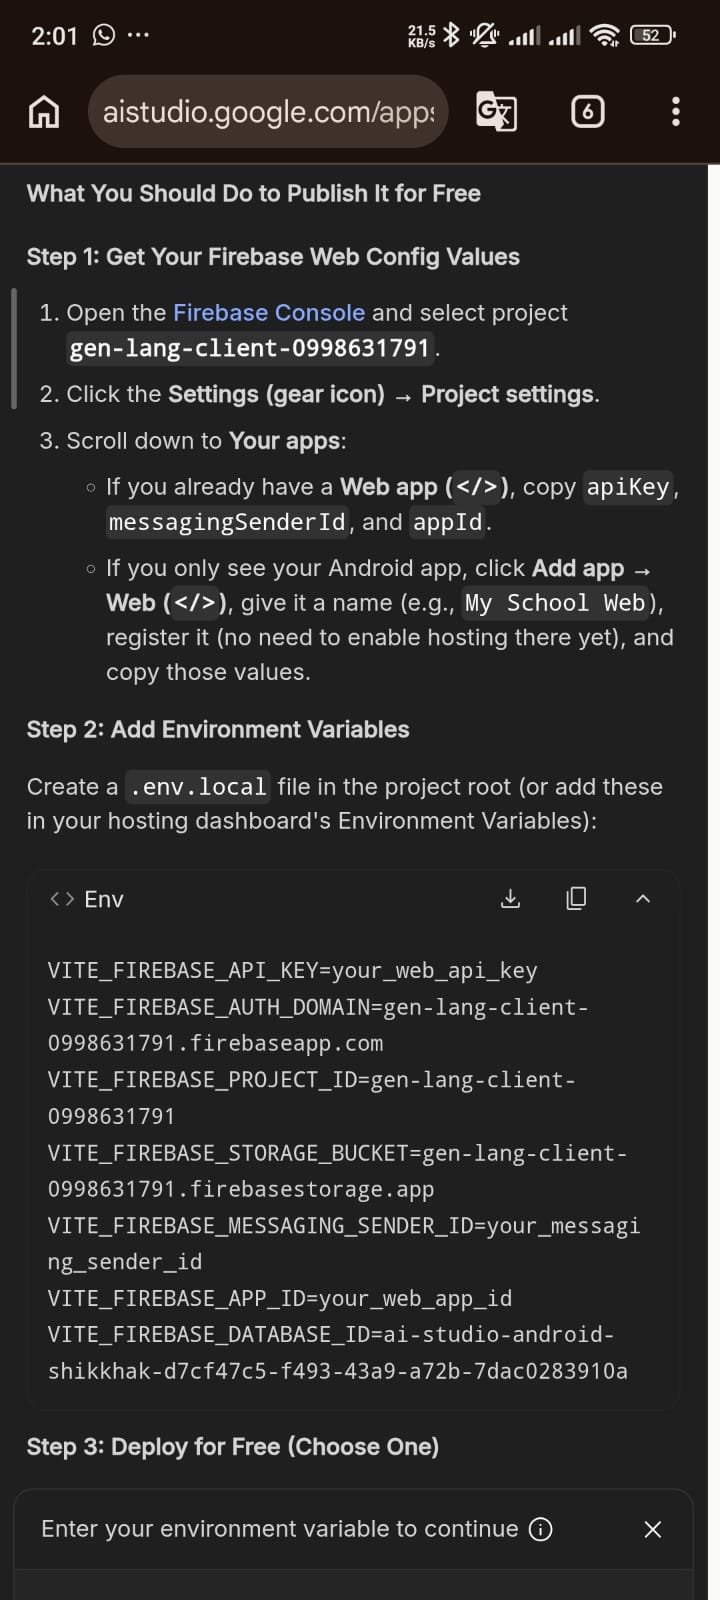 2:01
21.5 KB/s
52
aistudio.google.com/apps
6
What You Should Do to Publish It for Free
Step 1: Get Your Firebase Web Config Values
1. Open the Firebase Console and select project
gen-lang-client-0998631791.
2. Click the Settings (gear icon) → Project settings.
3. Scroll down to Your apps:
○ If you already have a Web app (</>), copy apiKey,
messagingSenderId, and appId.
○ If you only see your Android app, click Add app →
Web (</>), give it a name (e.g., My School Web),
register it (no need to enable hosting there yet), and
copy those values.
Step 2: Add Environment Variables
Create a .env.local file in the project root (or add these
in your hosting dashboard's Environment Variables):
<> Env
VITE_FIREBASE_API_KEY=your_web_api_key
VITE_FIREBASE_AUTH_DOMAIN=gen-lang-client-
0998631791.firebaseapp.com
VITE_FIREBASE_PROJECT_ID=gen-lang-client-
0998631791
VITE_FIREBASE_STORAGE_BUCKET=gen-lang-client-
0998631791.firebasestorage.app
VITE_FIREBASE_MESSAGING_SENDER_ID=your_messagi
ng_sender_id
VITE_FIREBASE_APP_ID=your_web_app_id
VITE_FIREBASE_DATABASE_ID=ai-studio-android-
shikkhak-d7cf47c5-f493-43a9-a72b-7dac0283910a
Step 3: Deploy for Free (Choose One)
Enter your environment variable to continue